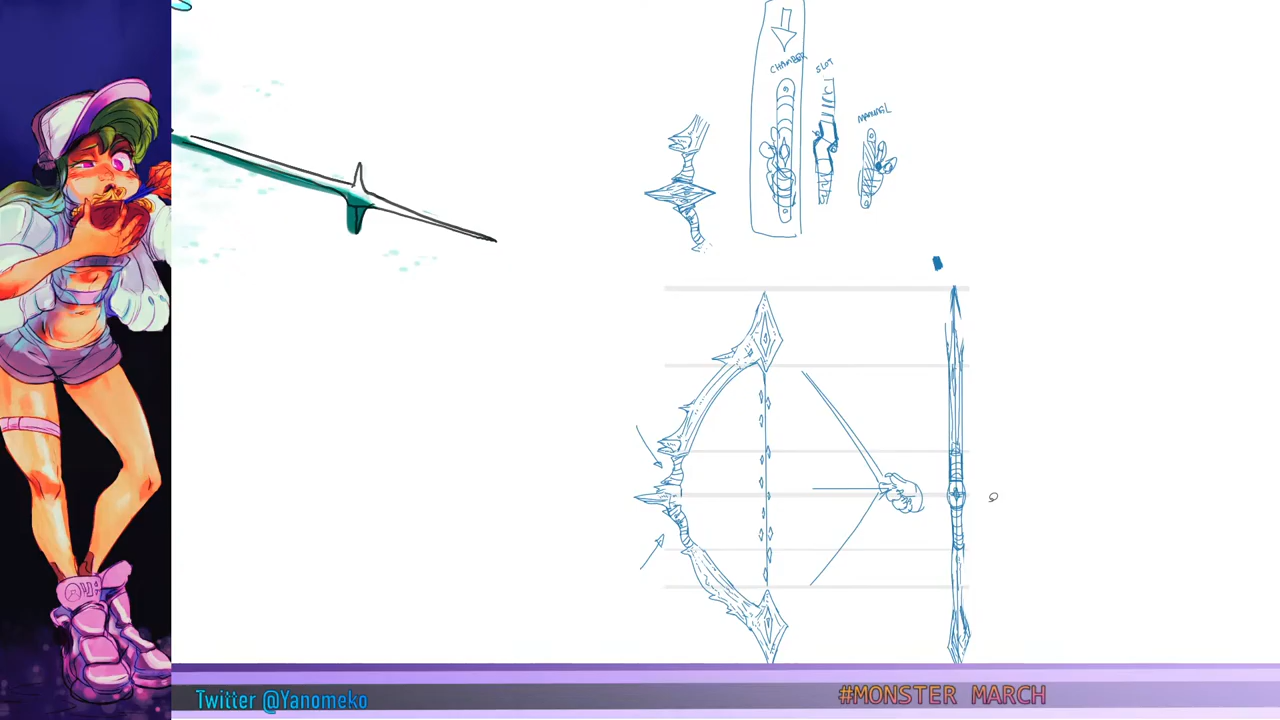 CHAMBER
SLOT
MANUAL
Twitter @Yanomeko
#MONSTER MARCH